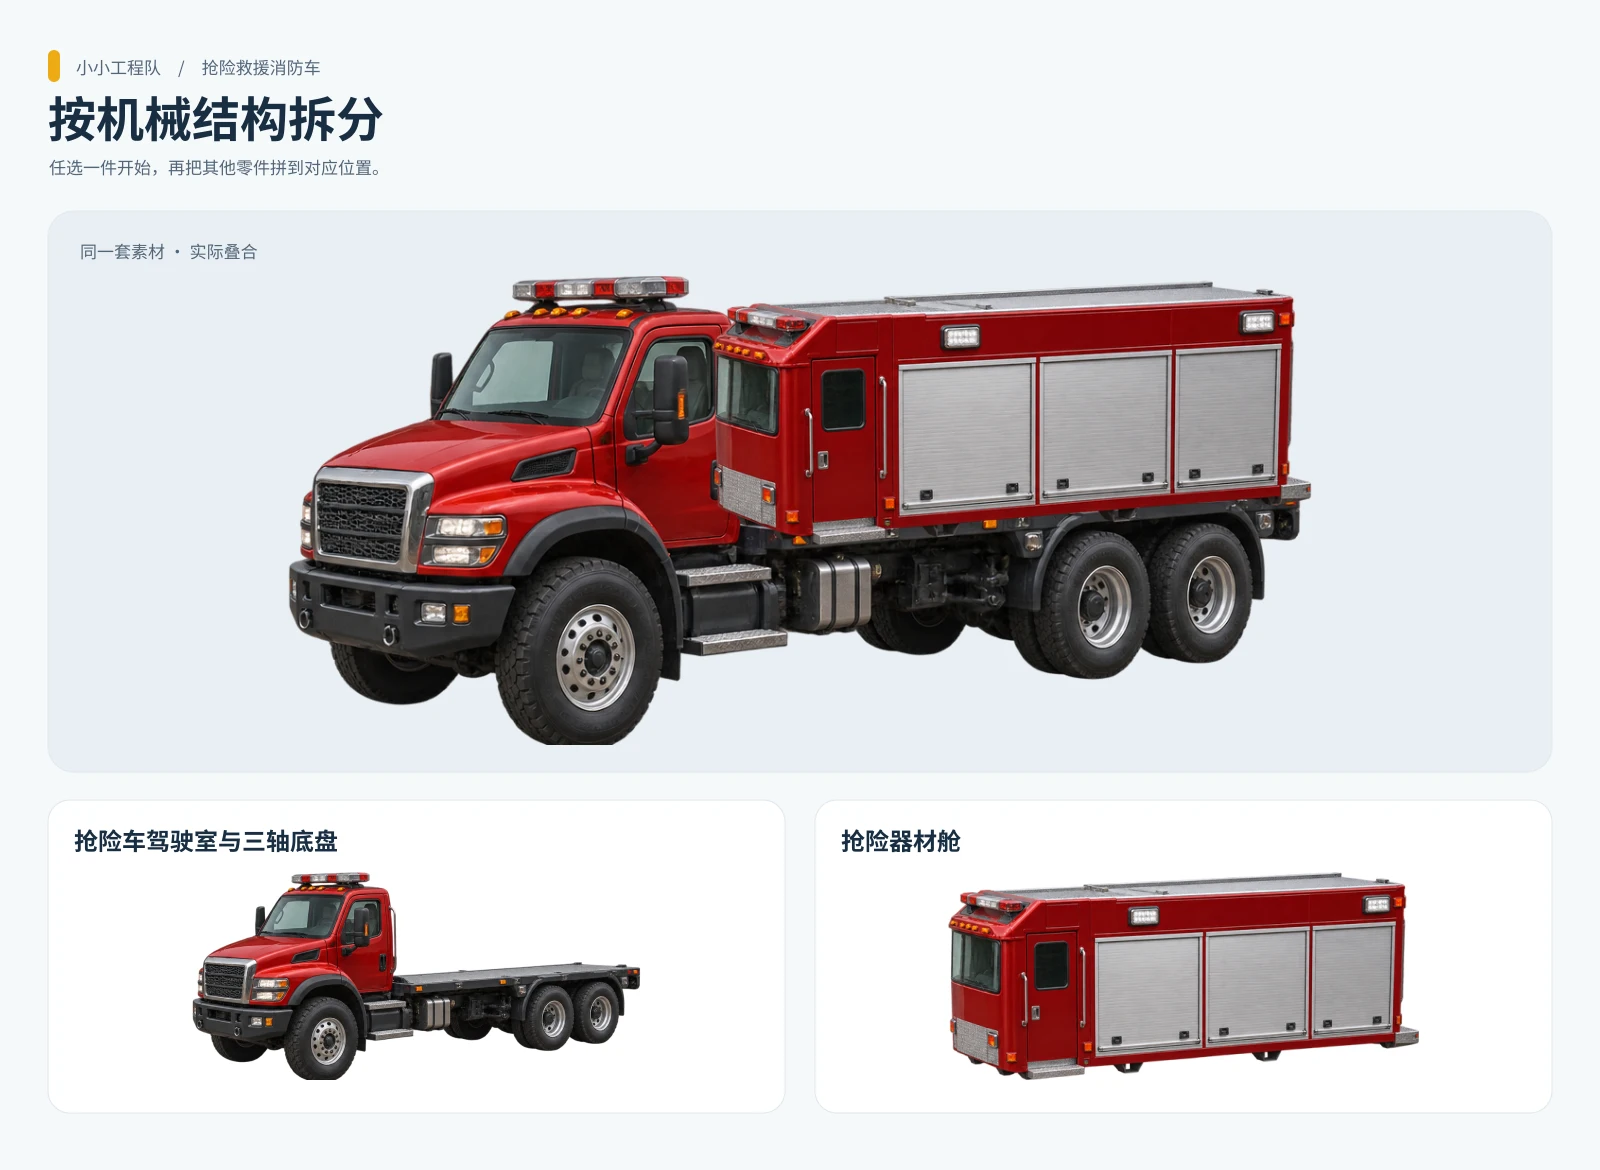 小小工程队 / 抢险救援消防车
按机械结构拆分
任选一件开始，再把其他零件拼到对应位置。
同一套素材 · 实际叠合
抢险车驾驶室与三轴底盘
抢险器材舱